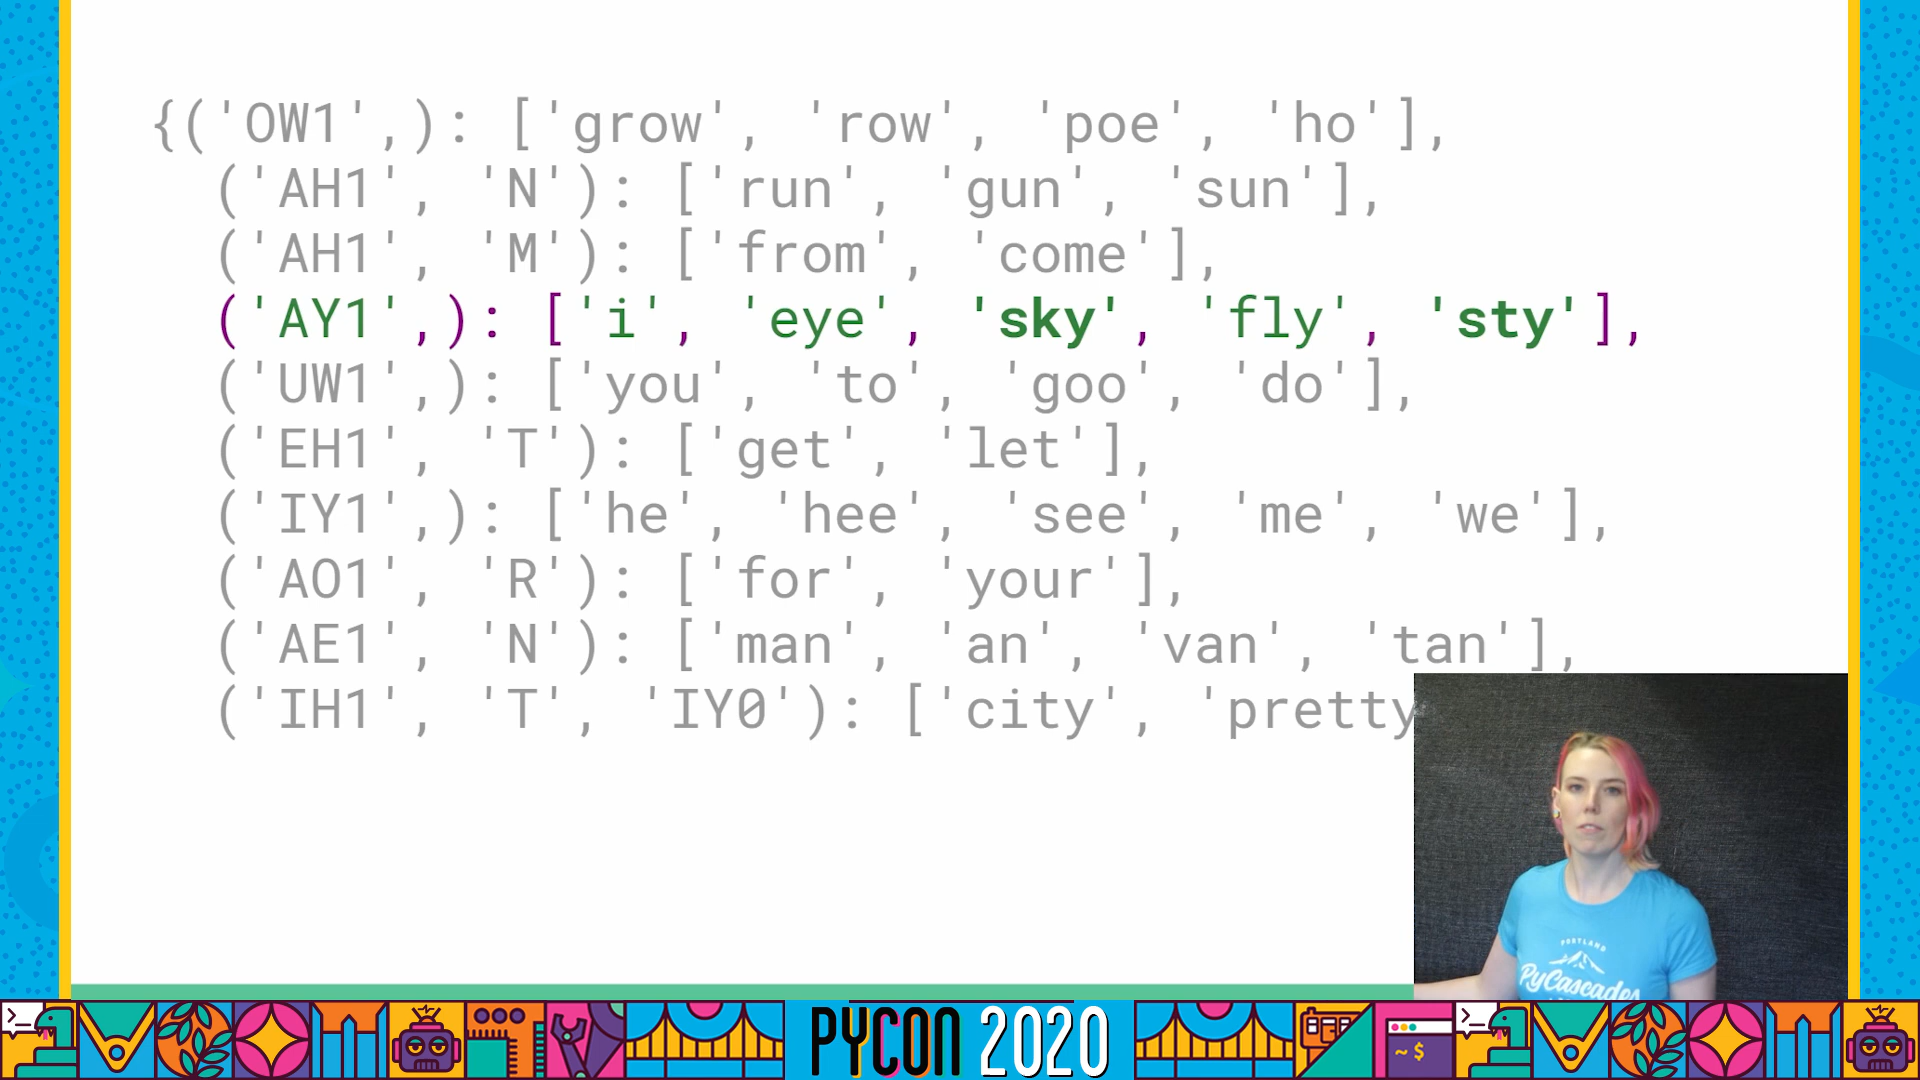 {('OW1',): ['grow', 'row', 'poe', 'ho'],
('AH1', 'N'): ['run', 'gun', 'sun'],
('AH1', 'M'): ['from', 'come'],
('AY1',): ['i', 'eye', 'sky', 'fly', 'sty'],
('UW1',): ['you', 'to', 'goo', 'do'],
('EH1', 'T'): ['get', 'let'],
('IY1',): ['he', 'hee', 'see', 'me', 'we'],
('AO1', 'R'): ['for', 'your'],
('AE1', 'N'): ['man', 'an', 'van', 'tan'],
('IH1', 'T', 'IY0'): ['city', 'pretty
PORTLAND
PyCascades
PYCON 2020
~ $